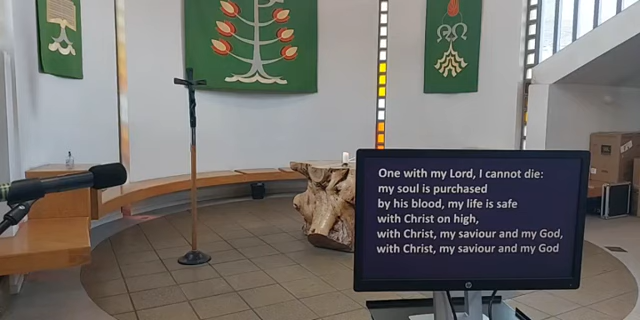 One with my Lord, I cannot die:
my soul is purchased
by his blood, my life is safe
with Christ on high,
with Christ, my saviour and my God,
with Christ, my saviour and my God
hp